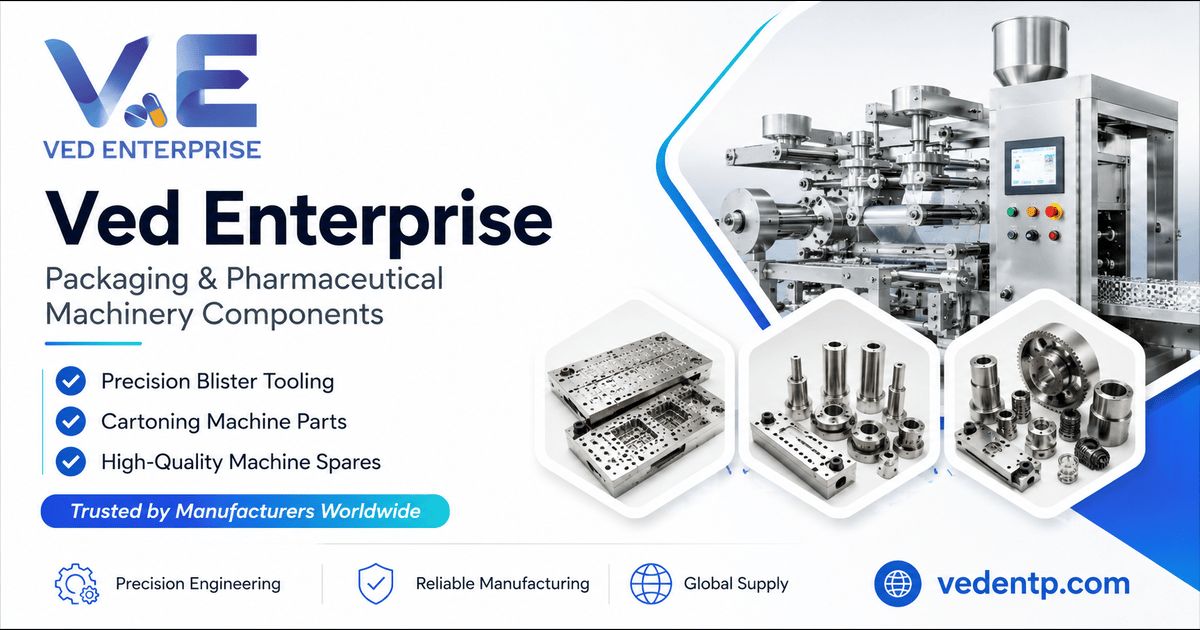 V.E
VED ENTERPRISE
Ved Enterprise
Packaging & Pharmaceutical
Machinery Components
Precision Blister Tooling
Cartoning Machine Parts
High-Quality Machine Spares
Trusted by Manufacturers Worldwide
Precision Engineering
Reliable Manufacturing
Global Supply
vedentp.com